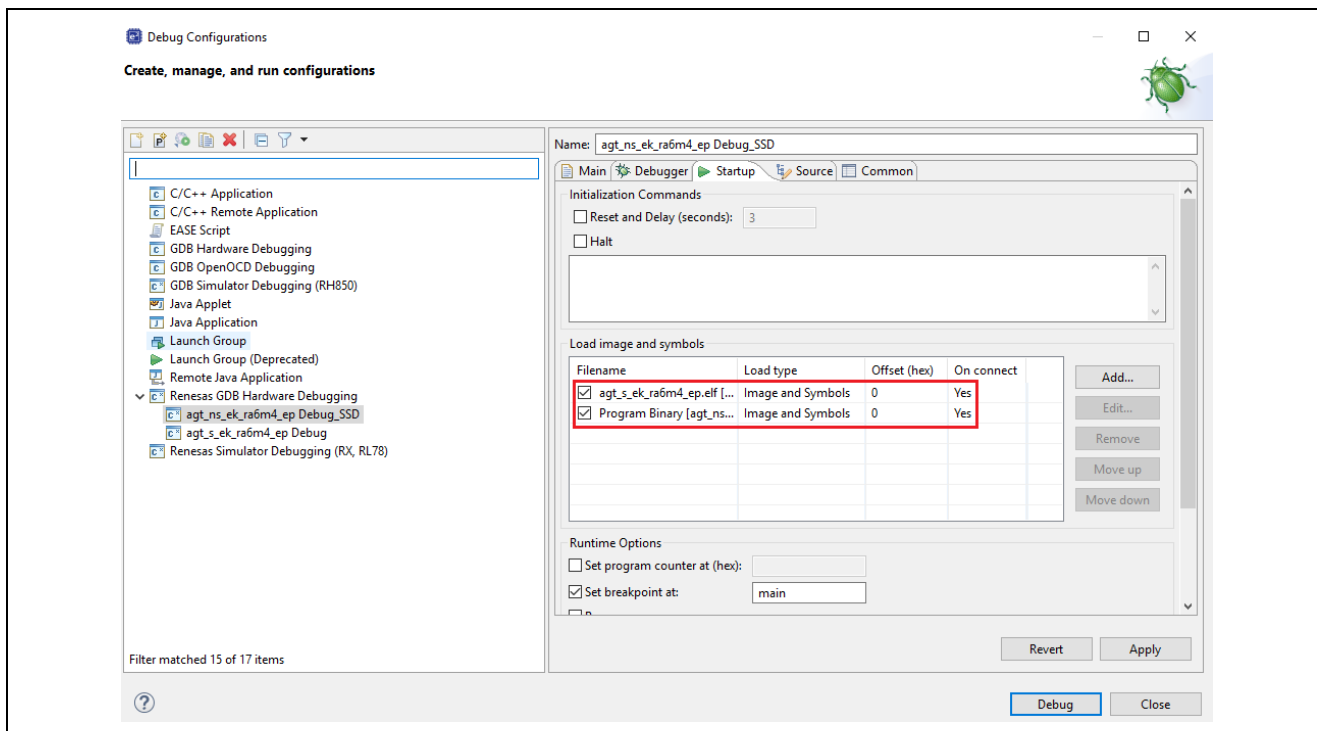 Debug Configurations
Create, manage, and run configurations
C/C++ Application
C/C++ Remote Application
EASE Script
GDB Hardware Debugging
GDB OpenOCD Debugging
GDB Simulator Debugging (RH850)
Java Applet
Java Application
Launch Group
Launch Group (Deprecated)
Remote Java Application
Renesas GDB Hardware Debugging
agt_ns_ek_ra6m4_ep Debug_SSD
agt_s_ek_ra6m4_ep Debug
Renesas Simulator Debugging (RX, RL78)
Filter matched 15 of 17 items
Name: agt_ns_ek_ra6m4_ep Debug_SSD
Main Debugger Startup Source Common
Initialization Commands
Reset and Delay (seconds): 3
Halt
Load image and symbols
Filename Load type Offset (hex) On connect
agt_s_ek_ra6m4_ep.elf [... Image and Symbols 0 Yes
Program Binary [agt_ns... Image and Symbols 0 Yes
Add...
Edit...
Remove
Move up
Move down
Runtime Options
Set program counter at (hex):
Set breakpoint at: main
Revert Apply
Debug Close